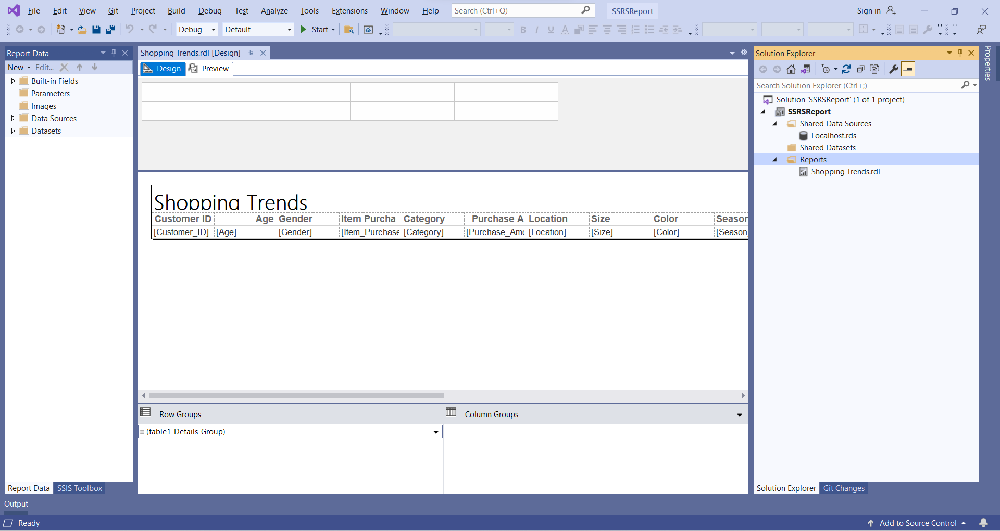 File Edit View Git Project Build Debug Test Analyze Tools Extensions Window Help Search (Ctrl+Q) SSRSReport Sign in
Debug Default Start B I U A
Report Data
New Edit...
Built-in Fields
Parameters
Images
Data Sources
Datasets
Report Data SSIS Toolbox
Shopping Trends.rdl [Design]
Design Preview
Shopping Trends
Customer ID Age Gender Item Purcha Category Purchase A Location Size Color Season
[Customer_ID] [Age] [Gender] [Item_Purchase [Category] [Purchase_Amo [Location] [Size] [Color] [Season]
Row Groups Column Groups
(table1_Details_Group)
Solution Explorer
Search Solution Explorer (Ctrl+;)
Solution 'SSRSReport' (1 of 1 project)
SSRSReport
Shared Data Sources
Localhost.rds
Shared Datasets
Reports
Shopping Trends.rdl
Solution Explorer Git Changes
Properties
Output
Ready Add to Source Control